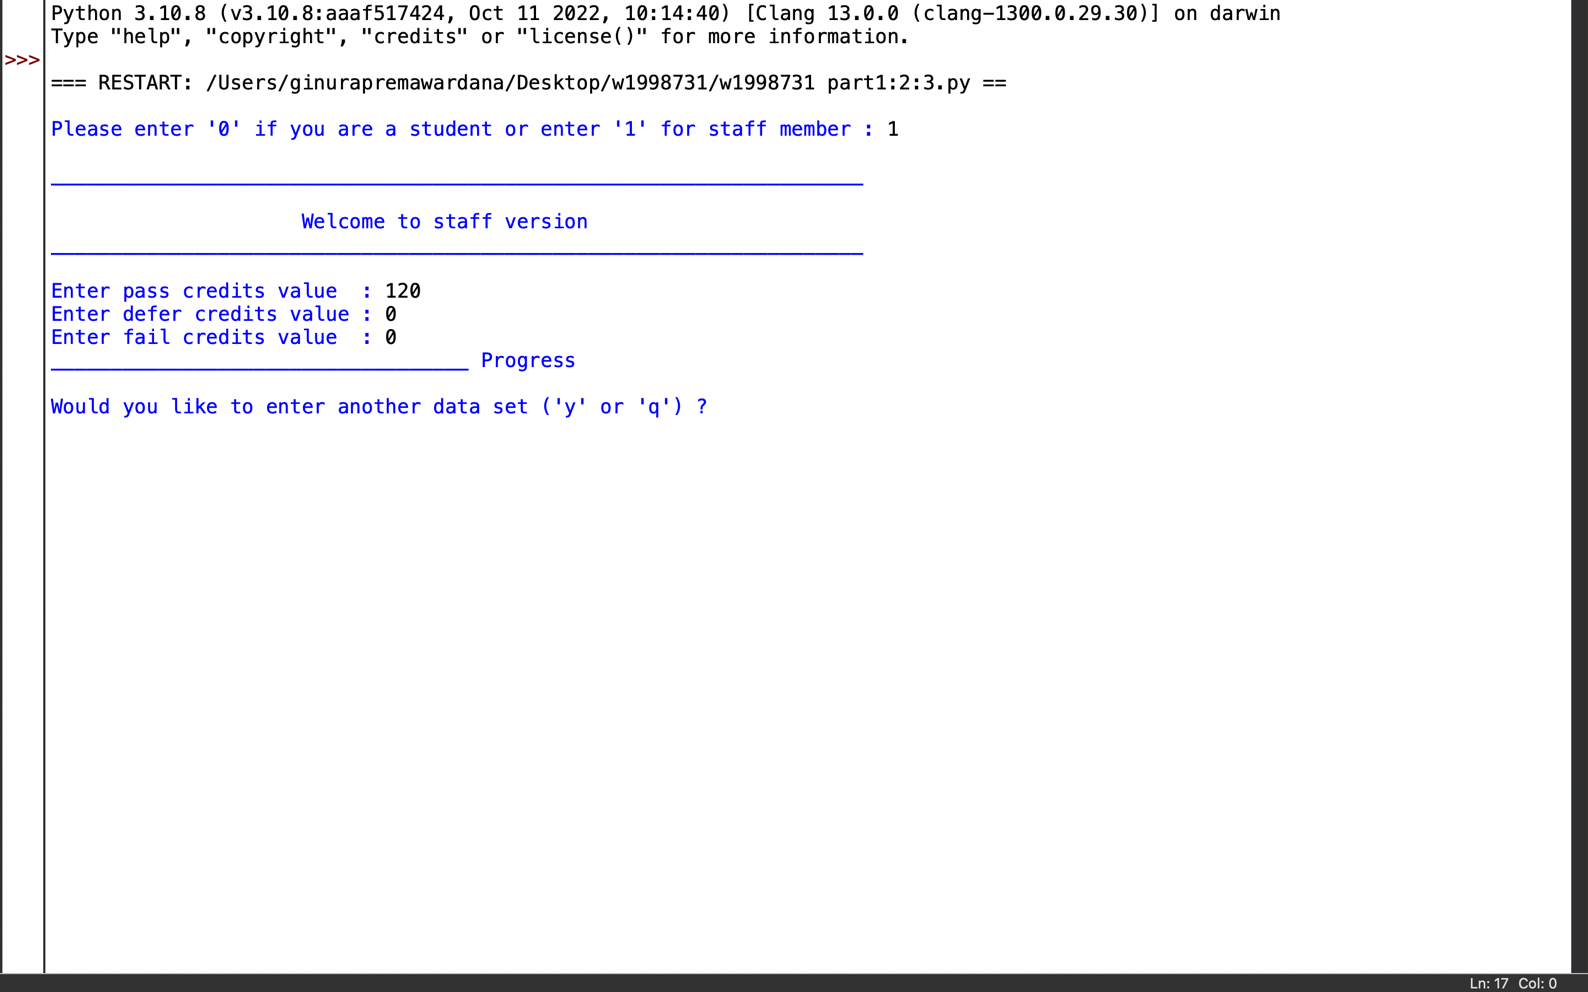 Python 3.10.8 (v3.10.8:aaaf517424, Oct 11 2022, 10:14:40) [Clang 13.0.0 (clang-1300.0.29.30)] on darwin
Type "help", "copyright", "credits" or "license()" for more information.
>>>
=== RESTART: /Users/ginurapremawardana/Desktop/w1998731/w1998731 part1:2:3.py ==
Please enter '0' if you are a student or enter '1' for staff member : 1
____________________________________________________________________
Welcome to staff version
____________________________________________________________________
Enter pass credits value  : 120
Enter defer credits value : 0
Enter fail credits value  : 0
___________________________________ Progress
Would you like to enter another data set ('y' or 'q') ?
Ln: 17 Col: 0